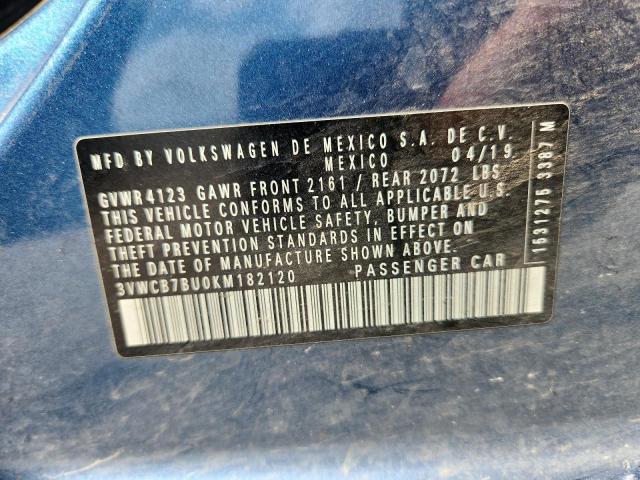 MFD BY VOLKSWAGEN DE MEXICO S.A. DE C.V.
MEXICO 04/19
GVWR 4123 GAWR FRONT 2161 / REAR 2072 LBS
THIS VEHICLE CONFORMS TO ALL APPLICABLE U.S.
FEDERAL MOTOR VEHICLE SAFETY, BUMPER AND
THEFT PREVENTION STANDARDS IN EFFECT ON
THE DATE OF MANUFACTURE SHOWN ABOVE.
3VWCB7BU0KM182120 PASSENGER CAR
1631275 3387 M